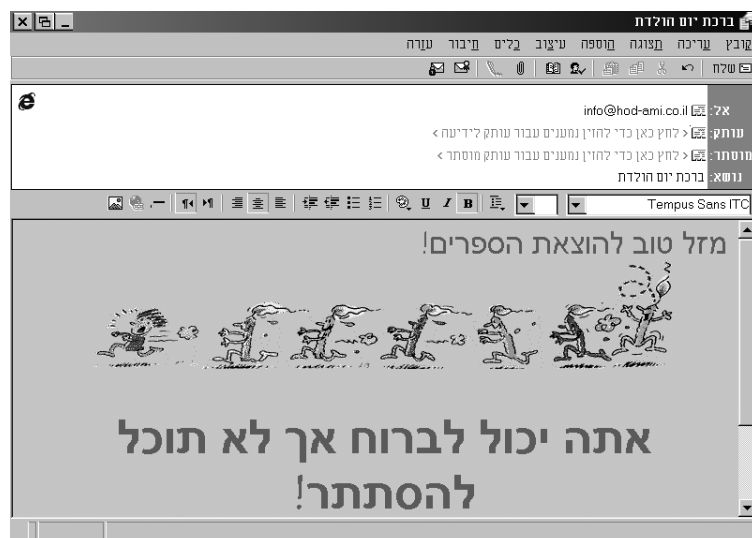 ברכת יום הולדת
קובץ עריכה תצוגה הוספה עיצוב כלים חיבור עזרה
שלח
אל: info@hod-ami.co.il
עותק: < לחץ כאן כדי להזין נמענים עבור עותק לידיעה >
מוסתר: < לחץ כאן כדי להזין נמענים עבור עותק מוסתר >
נושא: ברכת יום הולדת
Tempus Sans ITC
B I U
מזל טוב להוצאת הספרים!
אתה יכול לברוח אך לא תוכל
להסתתר!